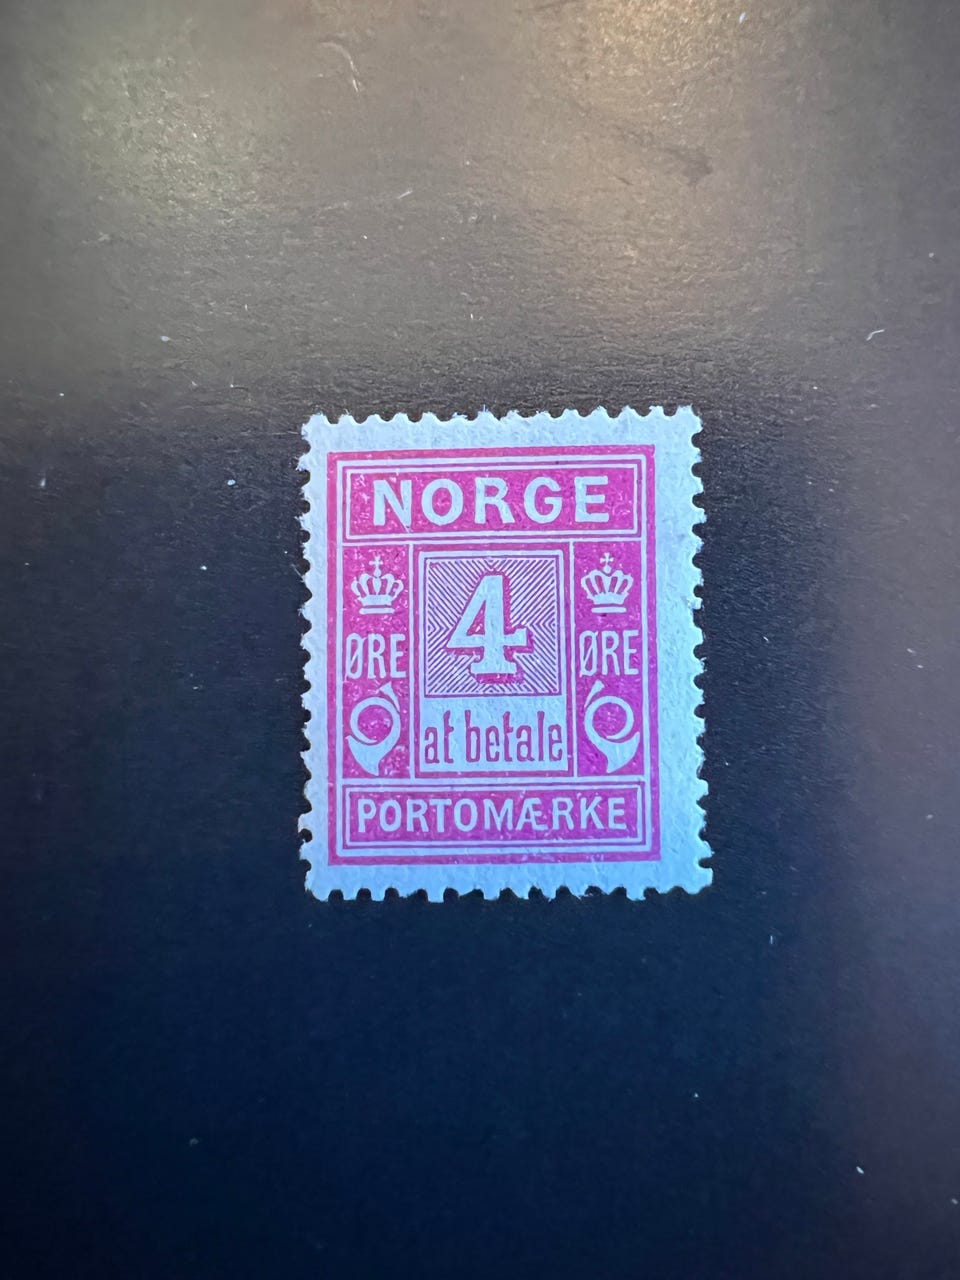 NORGE
4
ØRE ØRE
at betale
PORTOMÆRKE